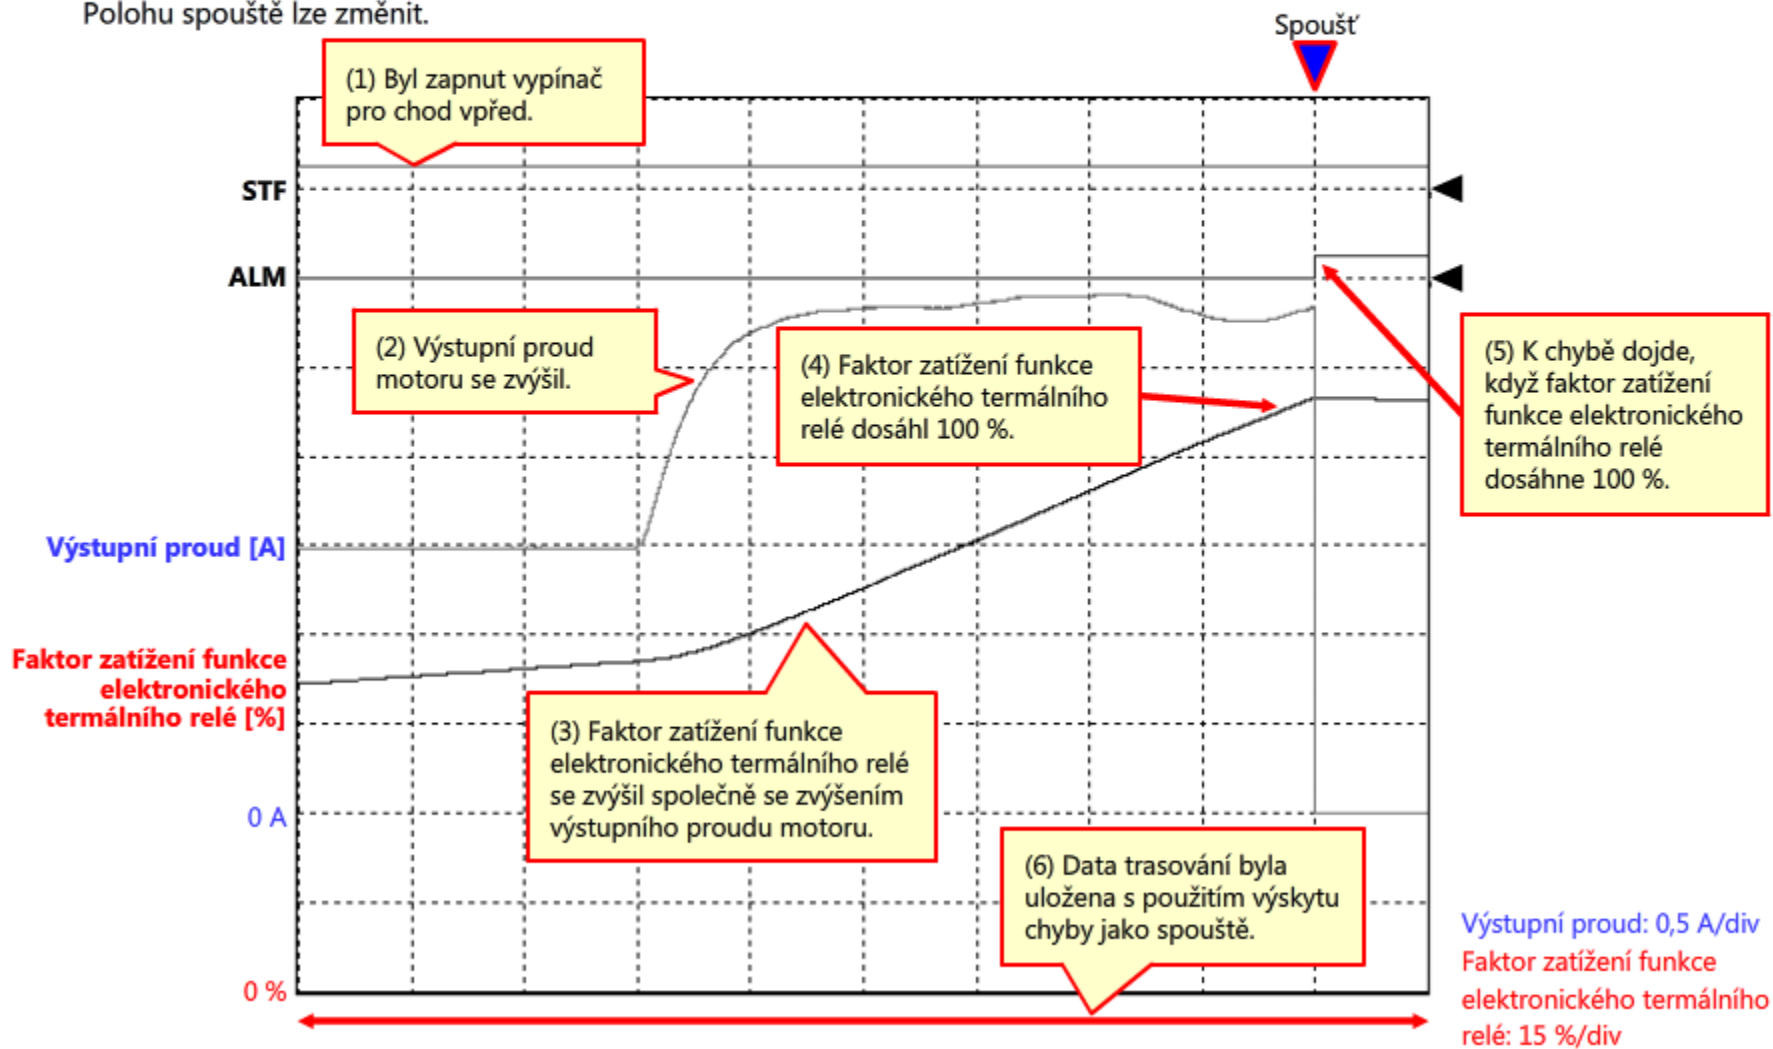 Polohu spouště lze změnit.
Spoušť
(1) Byl zapnut vypínač
pro chod vpřed.
STF
ALM
(2) Výstupní proud
motoru se zvýšil.
(4) Faktor zatížení funkce
elektronického termálního
relé dosáhl 100 %.
(5) K chybě dojde,
když faktor zatížení
funkce elektronického
termálního relé
dosáhne 100 %.
Výstupní proud [A]
Faktor zatížení funkce
elektronického
termálního relé [%]
(3) Faktor zatížení funkce
elektronického termálního relé
se zvýšil společně se zvýšením
výstupního proudu motoru.
0 A
(6) Data trasování byla
uložena s použitím výskytu
chyby jako spouště.
0 %
Výstupní proud: 0,5 A/div
Faktor zatížení funkce
elektronického termálního
relé: 15 %/div